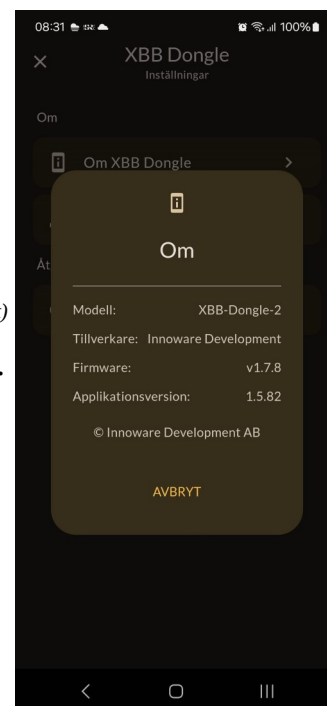 08:31
100%
XBB Dongle
Inställningar
Om
Om XBB Dongle
Om
Åt
Modell: XBB-Dongle-2
Tillverkare: Innoware Development
Firmware: v1.7.8
Applikationsversion: 1.5.82
© Innoware Development AB
AVBRYT